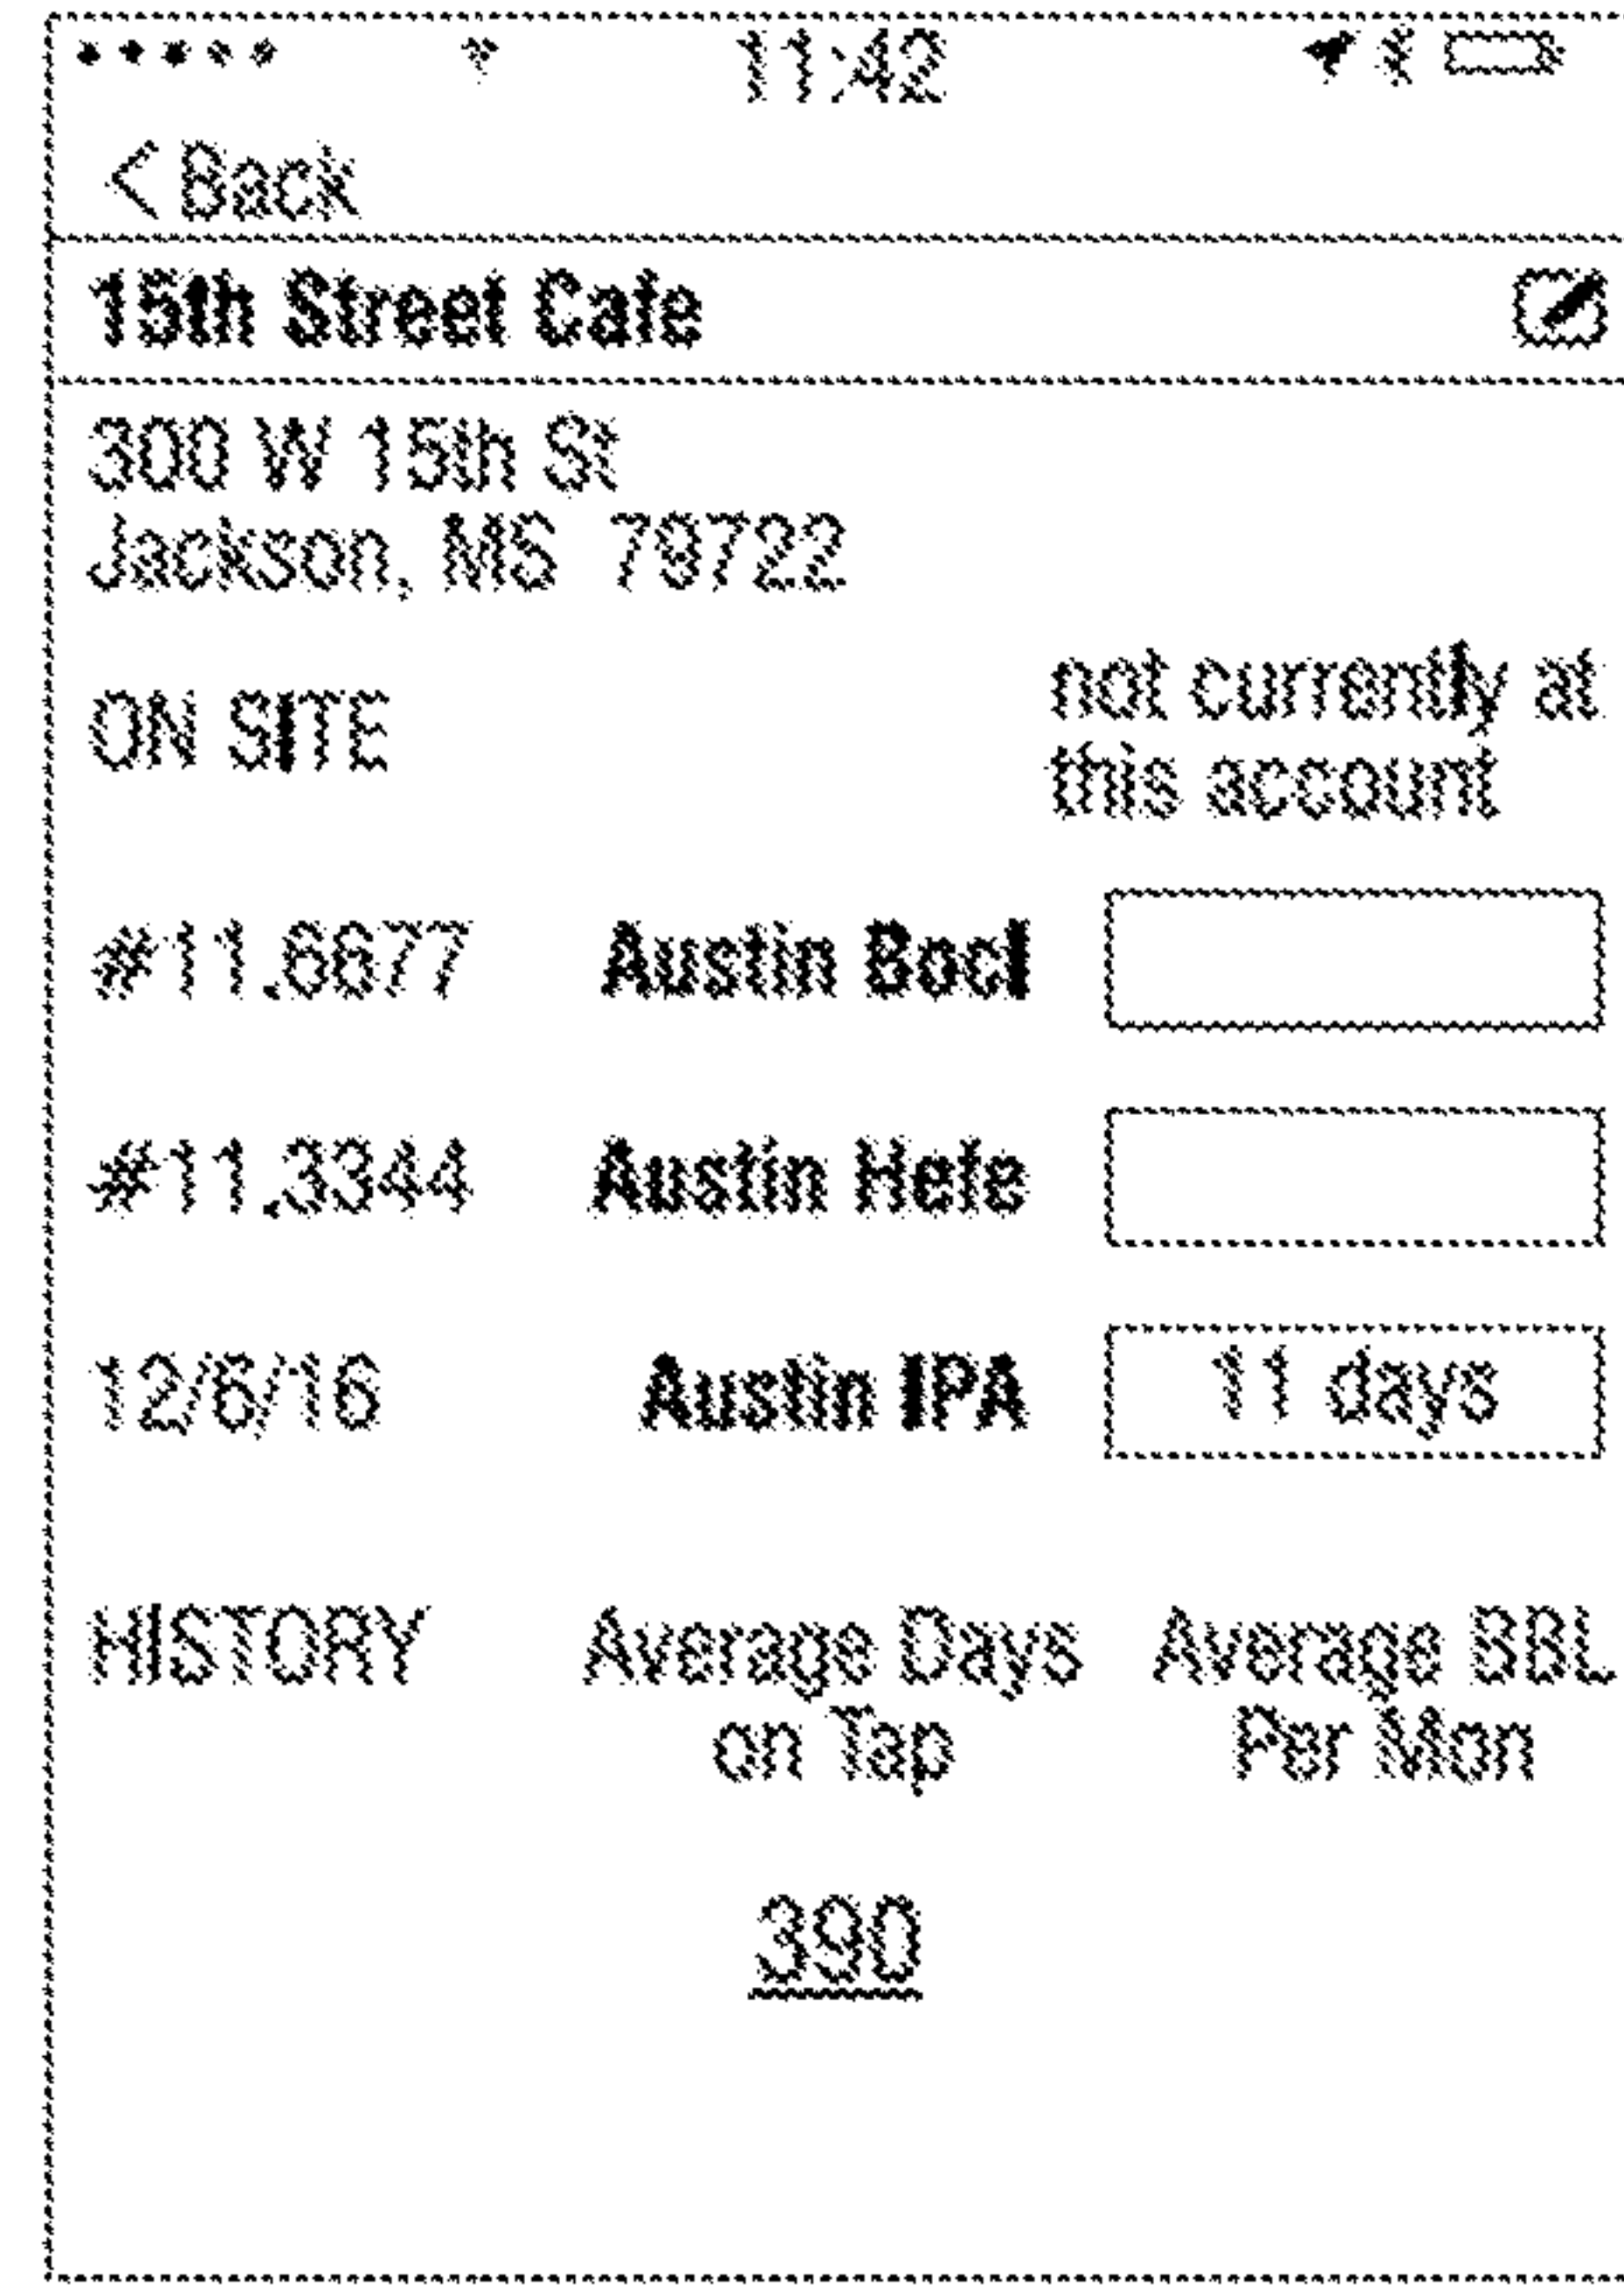 11:42
< Back
15th Street Cafe
300 W 15th St
Jackson, MS 79722
ON SITE
not currently at
this account
#11.6677 Austin Bocl
#11.3344 Austin Hefe
12/6/16 Austin IPA 11 days
HISTORY Average Days Average BBL
on Tap Per Mon
390